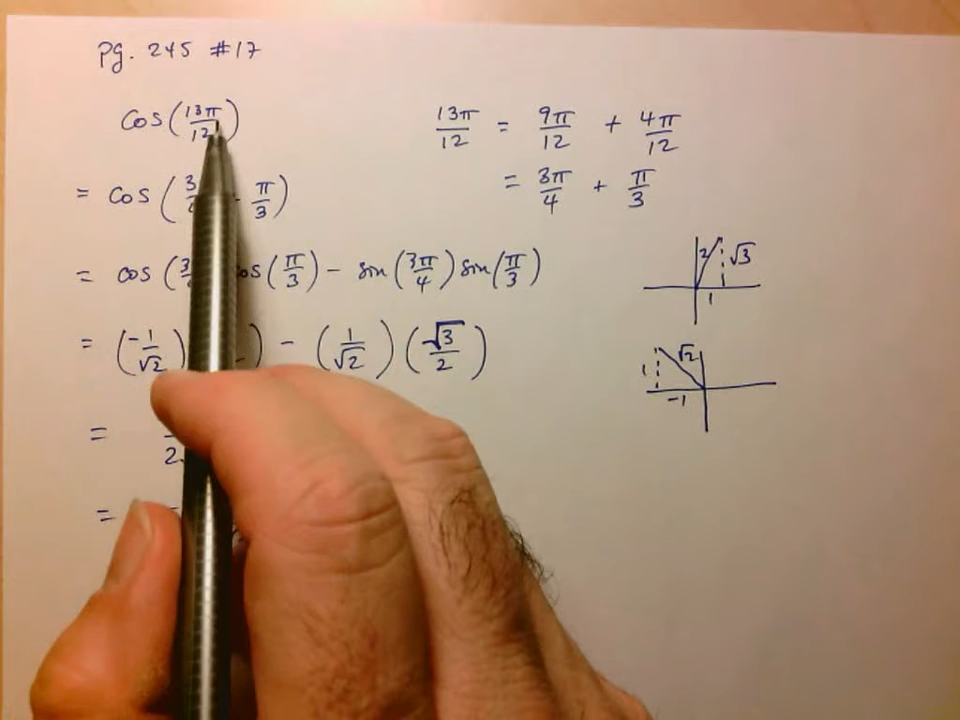 pg. 245 #17
cos(13π/12)
13π/12 = 9π/12 + 4π/12
= cos(3 π/3)
= 3π/4 + π/3
= cos(3 cos(π/3) - sin(3π/4) sin(π/3)
2 √3
1
= (-1/√2) ) - (1/√2)(√3/2)
1 √2
-1
= 2
=